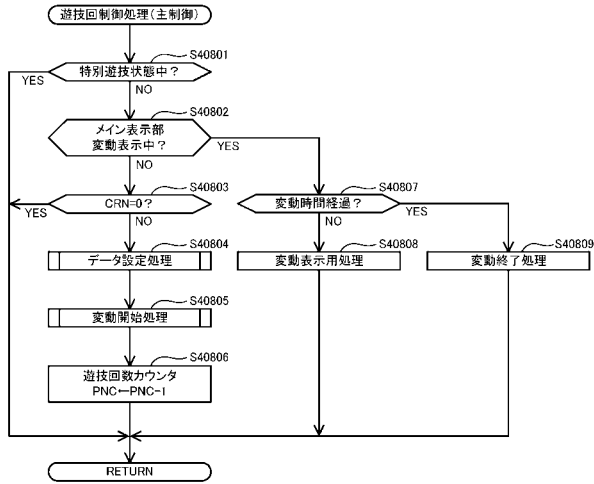 遊技回制御処理(主制御)
S40801
特別遊技状態中?
YES
NO
S40802
メイン表示部
変動表示中?
YES
NO
S40803
CRN=0?
YES
NO
S40807
変動時間経過?
NO
YES
S40804
データ設定処理
S40808
変動表示用処理
S40809
変動終了処理
S40805
変動開始処理
S40806
遊技回数カウンタ
PNC←PNC-1
RETURN